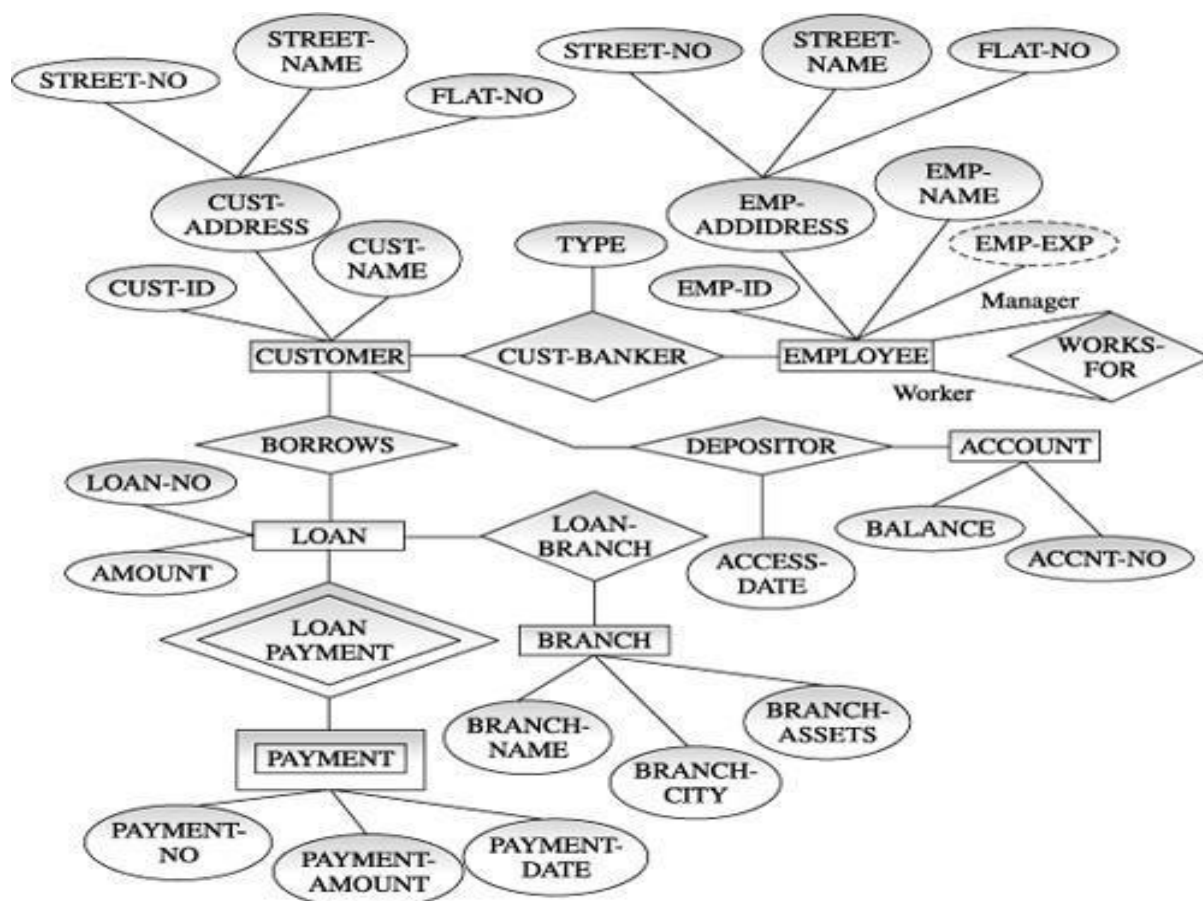 STREET-
NAME
STREET-NO
FLAT-NO
STREET-NO
STREET-
NAME
FLAT-NO
CUST-
ADDRESS
CUST-
NAME
CUST-ID
TYPE
EMP-
ADDIDRESS
EMP-
NAME
EMP-EXP
EMP-ID
Manager
CUSTOMER
CUST-BANKER
EMPLOYEE
WORKS-
FOR
Worker
BORROWS
DEPOSITOR
ACCOUNT
LOAN-NO
LOAN
AMOUNT
LOAN-
BRANCH
ACCESS-
DATE
BALANCE
ACCNT-NO
LOAN
PAYMENT
BRANCH
BRANCH-
NAME
BRANCH-
CITY
BRANCH-
ASSETS
PAYMENT
PAYMENT-
NO
PAYMENT-
AMOUNT
PAYMENT-
DATE